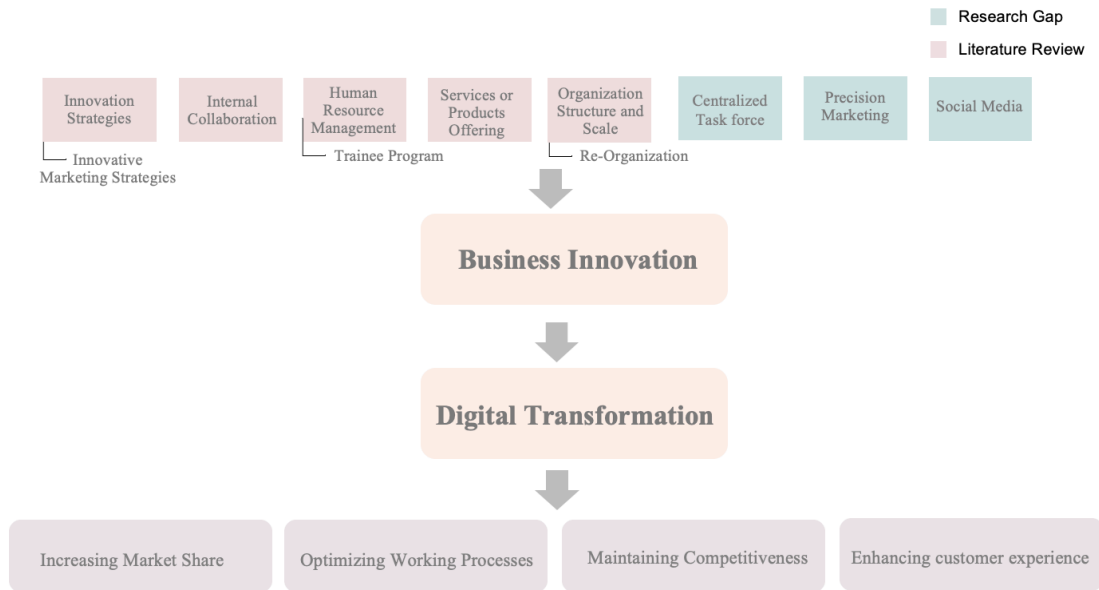 Research Gap
Literature Review
Innovation
Strategies
Internal
Collaboration
Human
Resource
Management
Services or
Products
Offering
Organization
Structure and
Scale
Centralized
Task force
Precision
Marketing
Social Media
Innovative
Marketing Strategies
Trainee Program
Re-Organization
Business Innovation
Digital Transformation
Increasing Market Share
Optimizing Working Processes
Maintaining Competitiveness
Enhancing customer experience